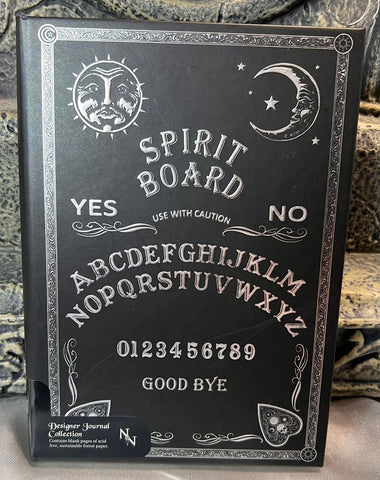 SPIRIT
BOARD
YES
USE WITH CAUTION
NO
ABCDEFGHIJKLM
NOPQRSTUVWXYZ
0123456789
GOOD BYE
Designer Journal
Collection
Contains blank pages of acid
free, sustainable forest paper.
NN